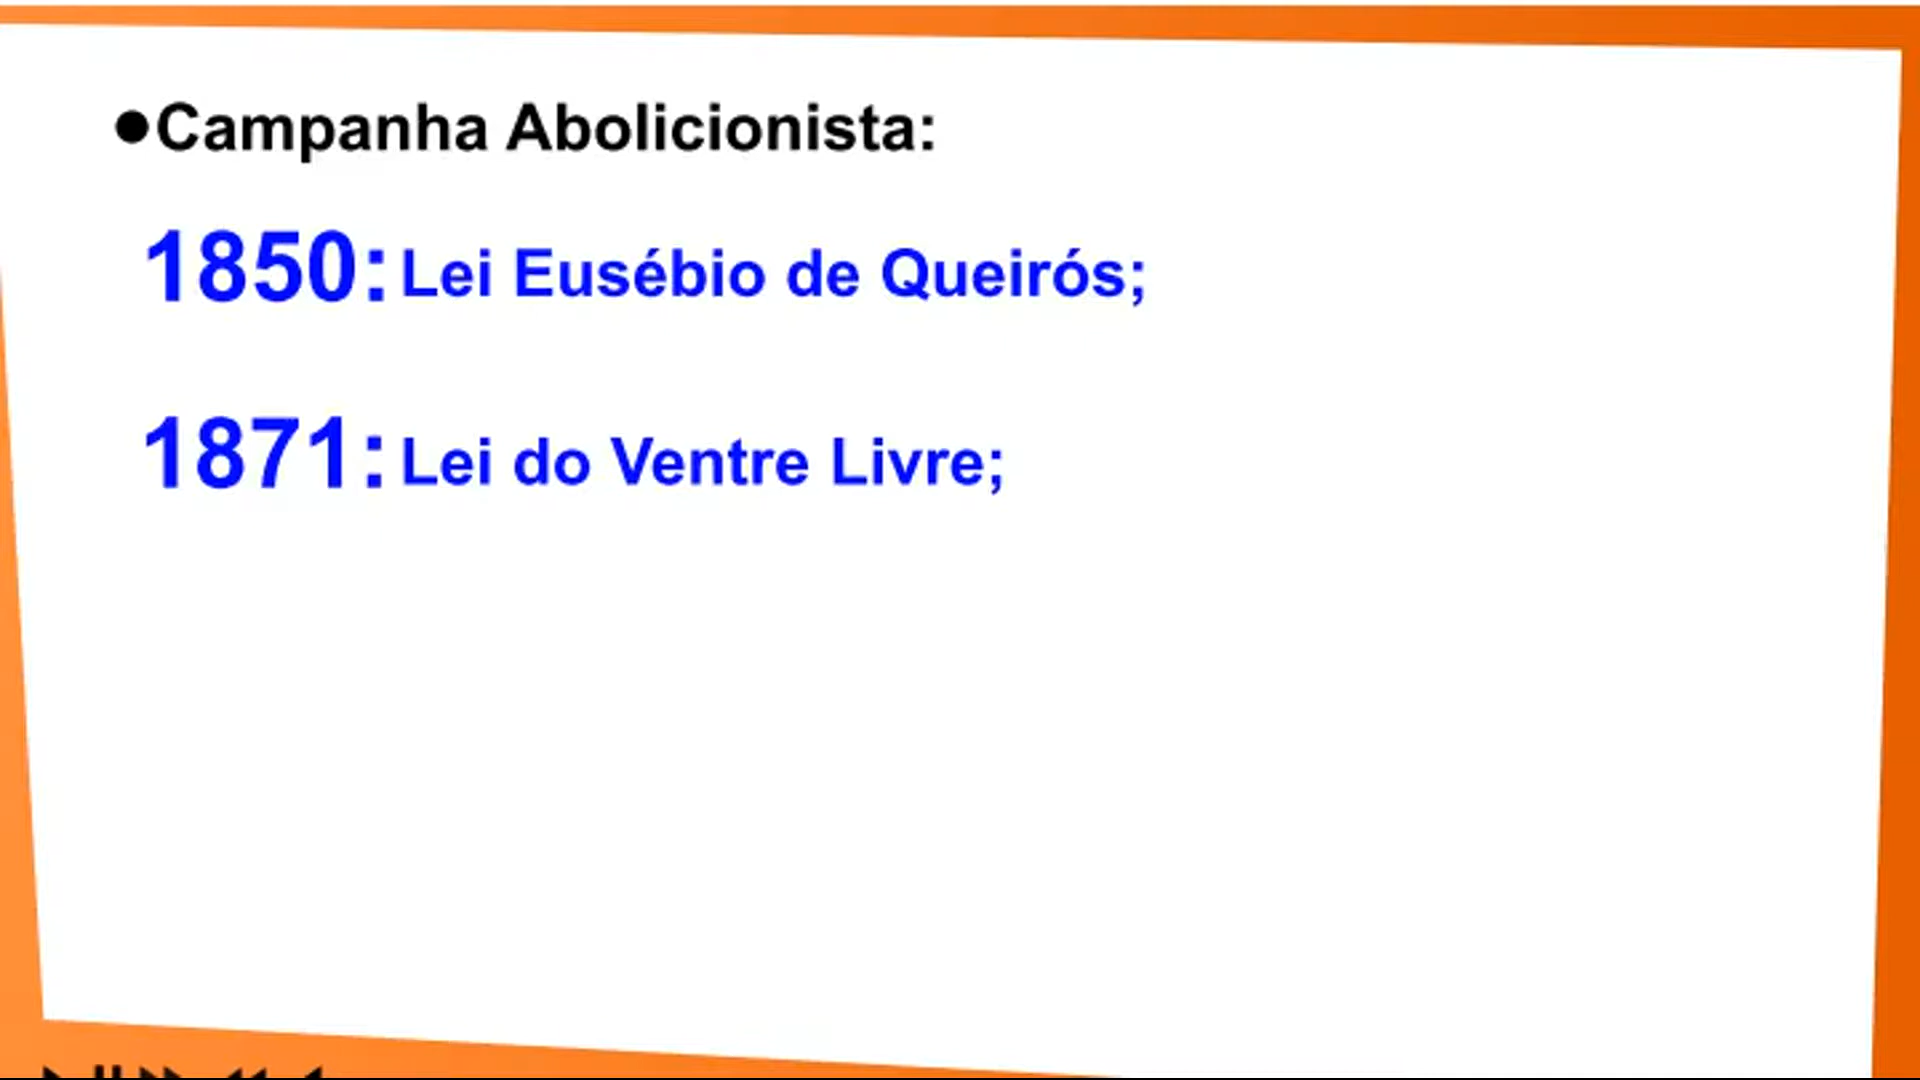 ●Campanha Abolicionista:
1850: Lei Eusébio de Queirós;
1871: Lei do Ventre Livre;